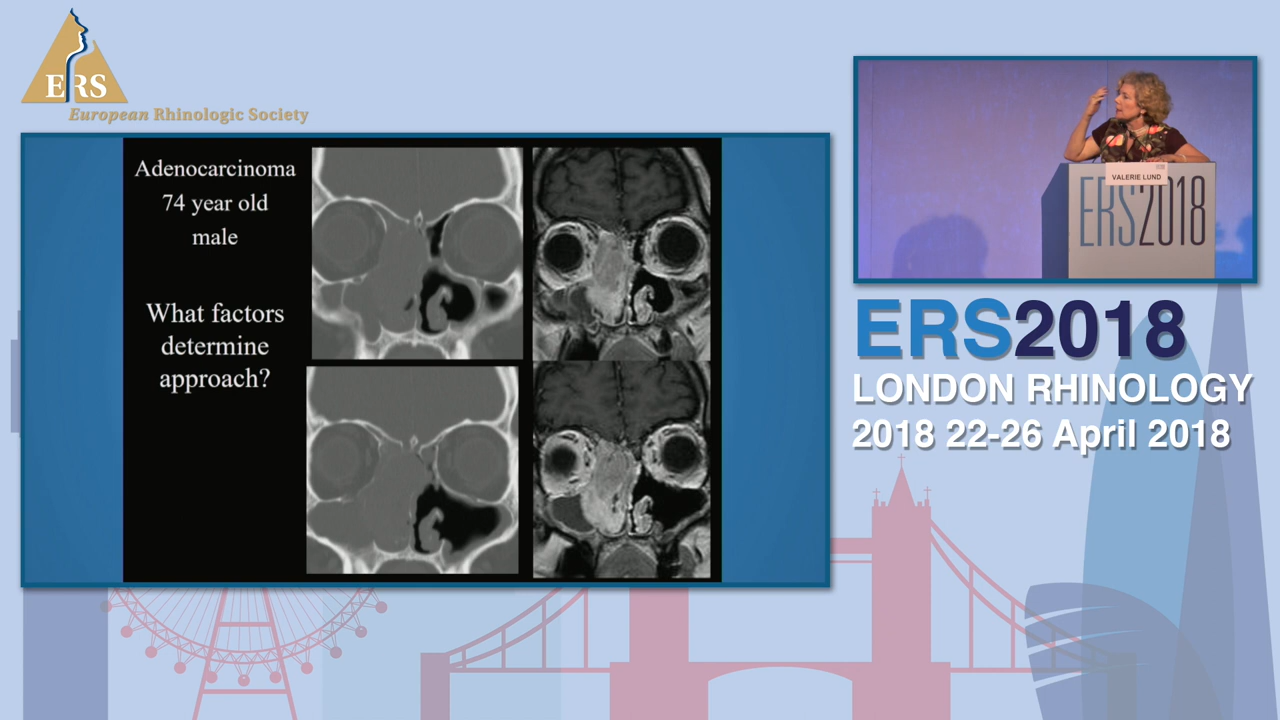 ERS
European Rhinologic Society
Adenocarcinoma
74 year old
male
What factors
determine
approach?
VALERIE LUND
ERS2018
ERS2018
LONDON RHINOLOGY
2018 22-26 April 2018